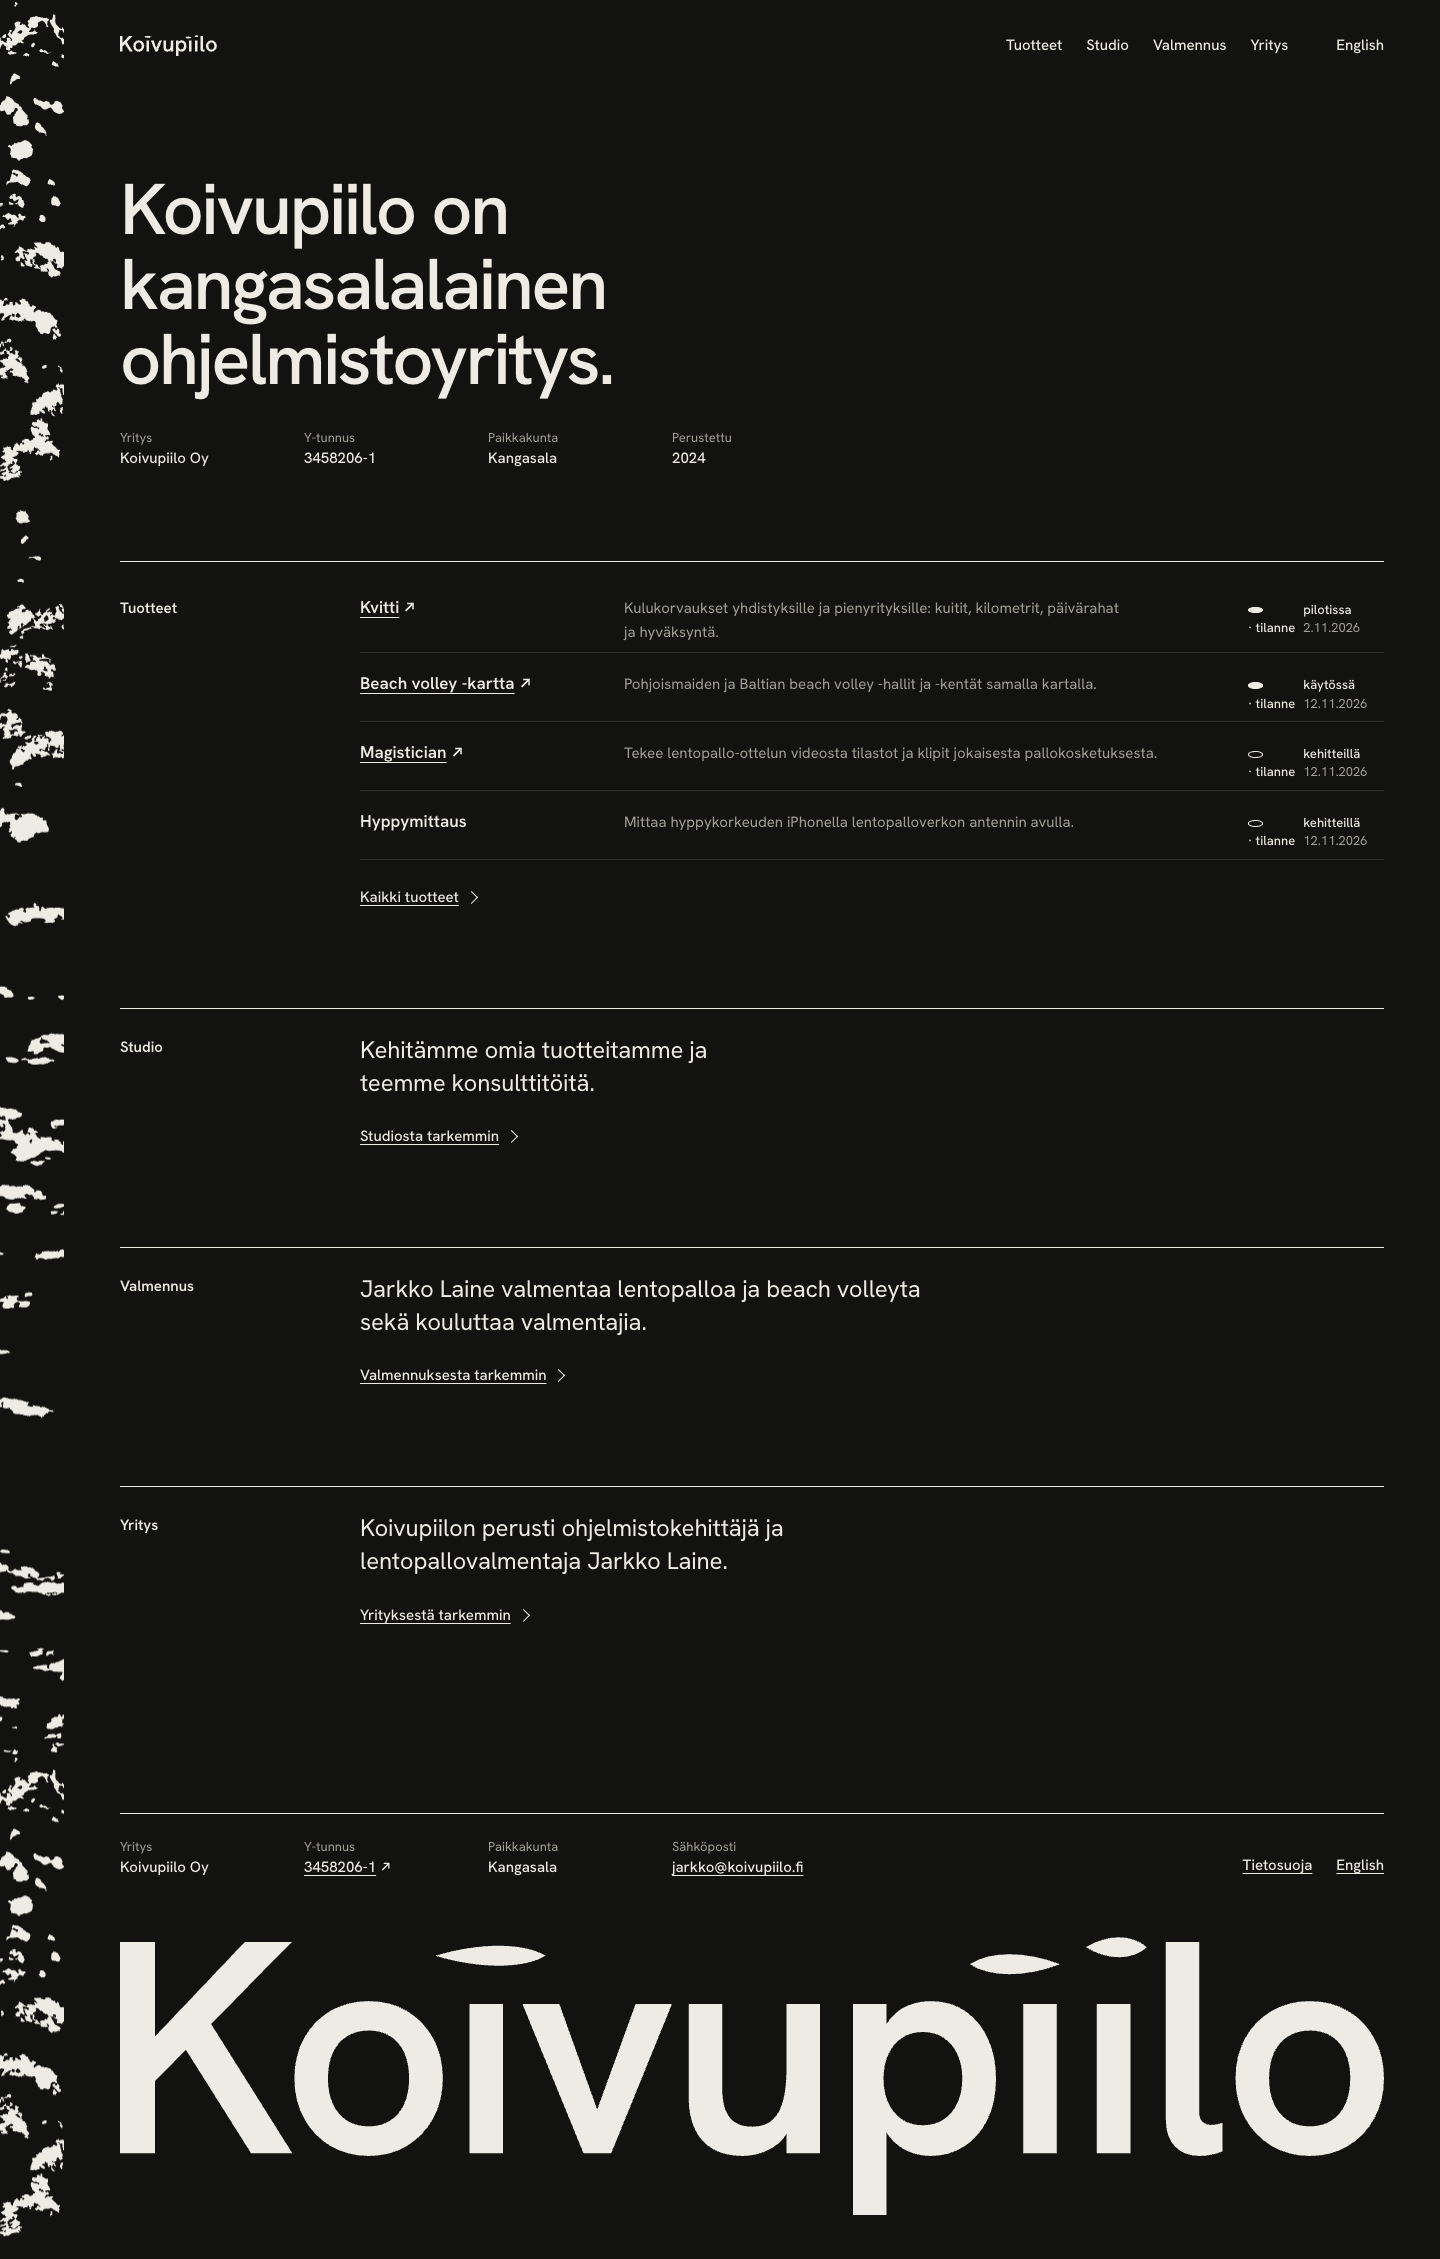 Koivupiilo
Tuotteet Studio Valmennus Yritys English
Koivupiilo on
kangasalalainen
ohjelmistoyritys.
Yritys Y-tunnus Paikkakunta Perustettu
Koivupiilo Oy 3458206-1 Kangasala 2024
Tuotteet
Kvitti ↗
Kulukorvaukset yhdistyksille ja pienyrityksille: kuitit, kilometrit, päivärahat
ja hyväksyntä.
pilotissa
· tilanne 2.11.2026
Beach volley -kartta ↗
Pohjoismaiden ja Baltian beach volley -hallit ja -kentät samalla kartalla.
käytössä
· tilanne 12.11.2026
Magistician ↗
Tekee lentopallo-ottelun videosta tilastot ja klipit jokaisesta pallokosketuksesta.
kehitteillä
· tilanne 12.11.2026
Hyppymittaus
Mittaa hyppykorkeuden iPhonella lentopalloverkon antennin avulla.
kehitteillä
· tilanne 12.11.2026
Kaikki tuotteet
Studio
Kehitämme omia tuotteitamme ja
teemme konsulttitöitä.
Studiosta tarkemmin
Valmennus
Jarkko Laine valmentaa lentopalloa ja beach volleyta
sekä kouluttaa valmentajia.
Valmennuksesta tarkemmin
Yritys
Koivupiilon perusti ohjelmistokehittäjä ja
lentopallovalmentaja Jarkko Laine.
Yrityksestä tarkemmin
Yritys Y-tunnus Paikkakunta Sähköposti
Koivupiilo Oy 3458206-1 ↗ Kangasala jarkko@koivupiilo.fi
Tietosuoja English
Koivupiilo